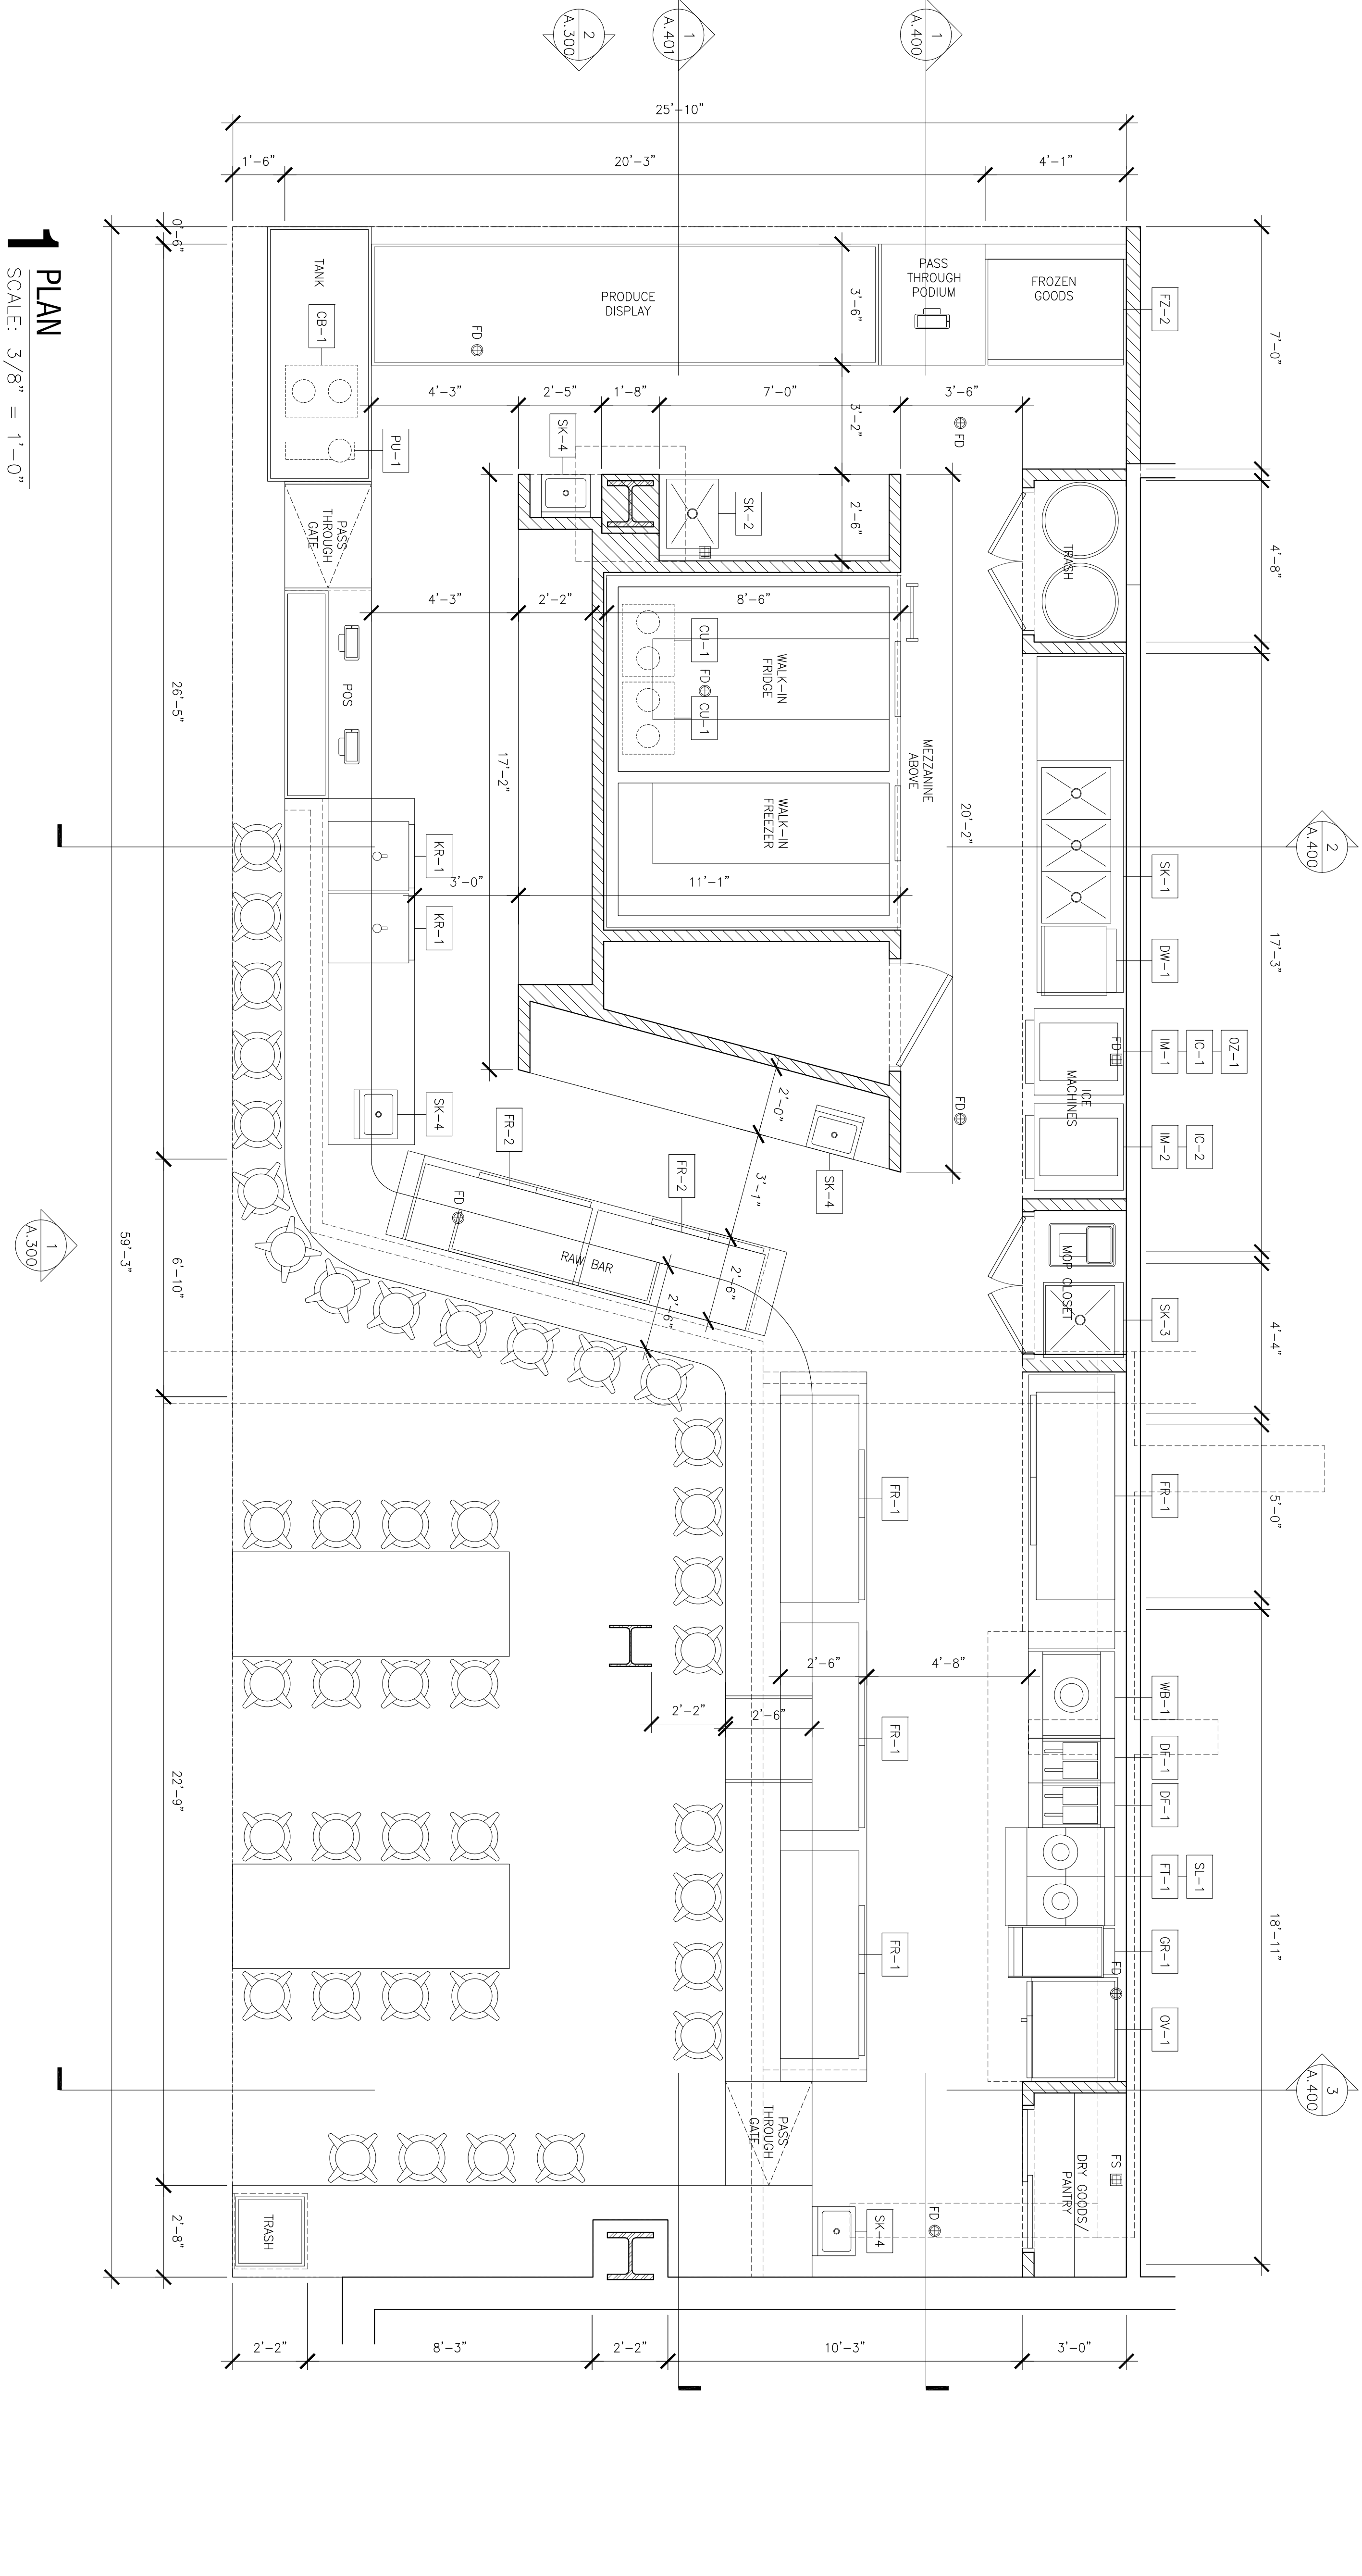 2
A.300
1
A.401
1
A.400
25'-10"
1'-6"
20'-3"
4'-1"
0'-6"
TANK
CB-1
PU-1
PRODUCE
DISPLAY
FD
PASS
THROUGH
PODIUM
FROZEN
GOODS
FZ-2
7'-0"
3'-6"
3'-2"
4'-3"
2'-5"
1'-8"
7'-0"
3'-6"
FD
SK-4
SK-2
2'-6"
TRASH
4'-8"
PASS
THROUGH
GATE
4'-3"
2'-2"
8'-6"
CU-1
FD
CU-1
WALK-IN
FRIDGE
POS
26'-5"
17'-2"
MEZZANINE
ABOVE
WALK-IN
FREEZER
20'-2"
2
A.400
SK-1
KR-1
KR-1
3'-0"
11'-1"
17'-3"
DW-1
OZ-1
IC-1
IM-1
FD
ICE
MACHINES
IC-2
IM-2
SK-4
FR-2
FR-2
2'-0"
FD
SK-4
3'-1"
FD
RAW BAR
2'-6"
2'-6"
MOP CLOSET
SK-3
4'-4"
1
A.300
59'-3"
6'-10"
FR-1
FR-1
5'-0"
2'-6"
4'-8"
WB-1
2'-2"
2'-6"
FR-1
DF-1
DF-1
22'-9"
SL-1
FT-1
FR-1
GR-1
FD
18'-11"
OV-1
3
A.400
PASS
THROUGH
GATE
DRY GOODS/
PANTRY
FS
TRASH
SK-4
FD
2'-8"
2'-2"
8'-3"
2'-2"
10'-3"
3'-0"
1 PLAN
SCALE: 3/8" = 1'-0"